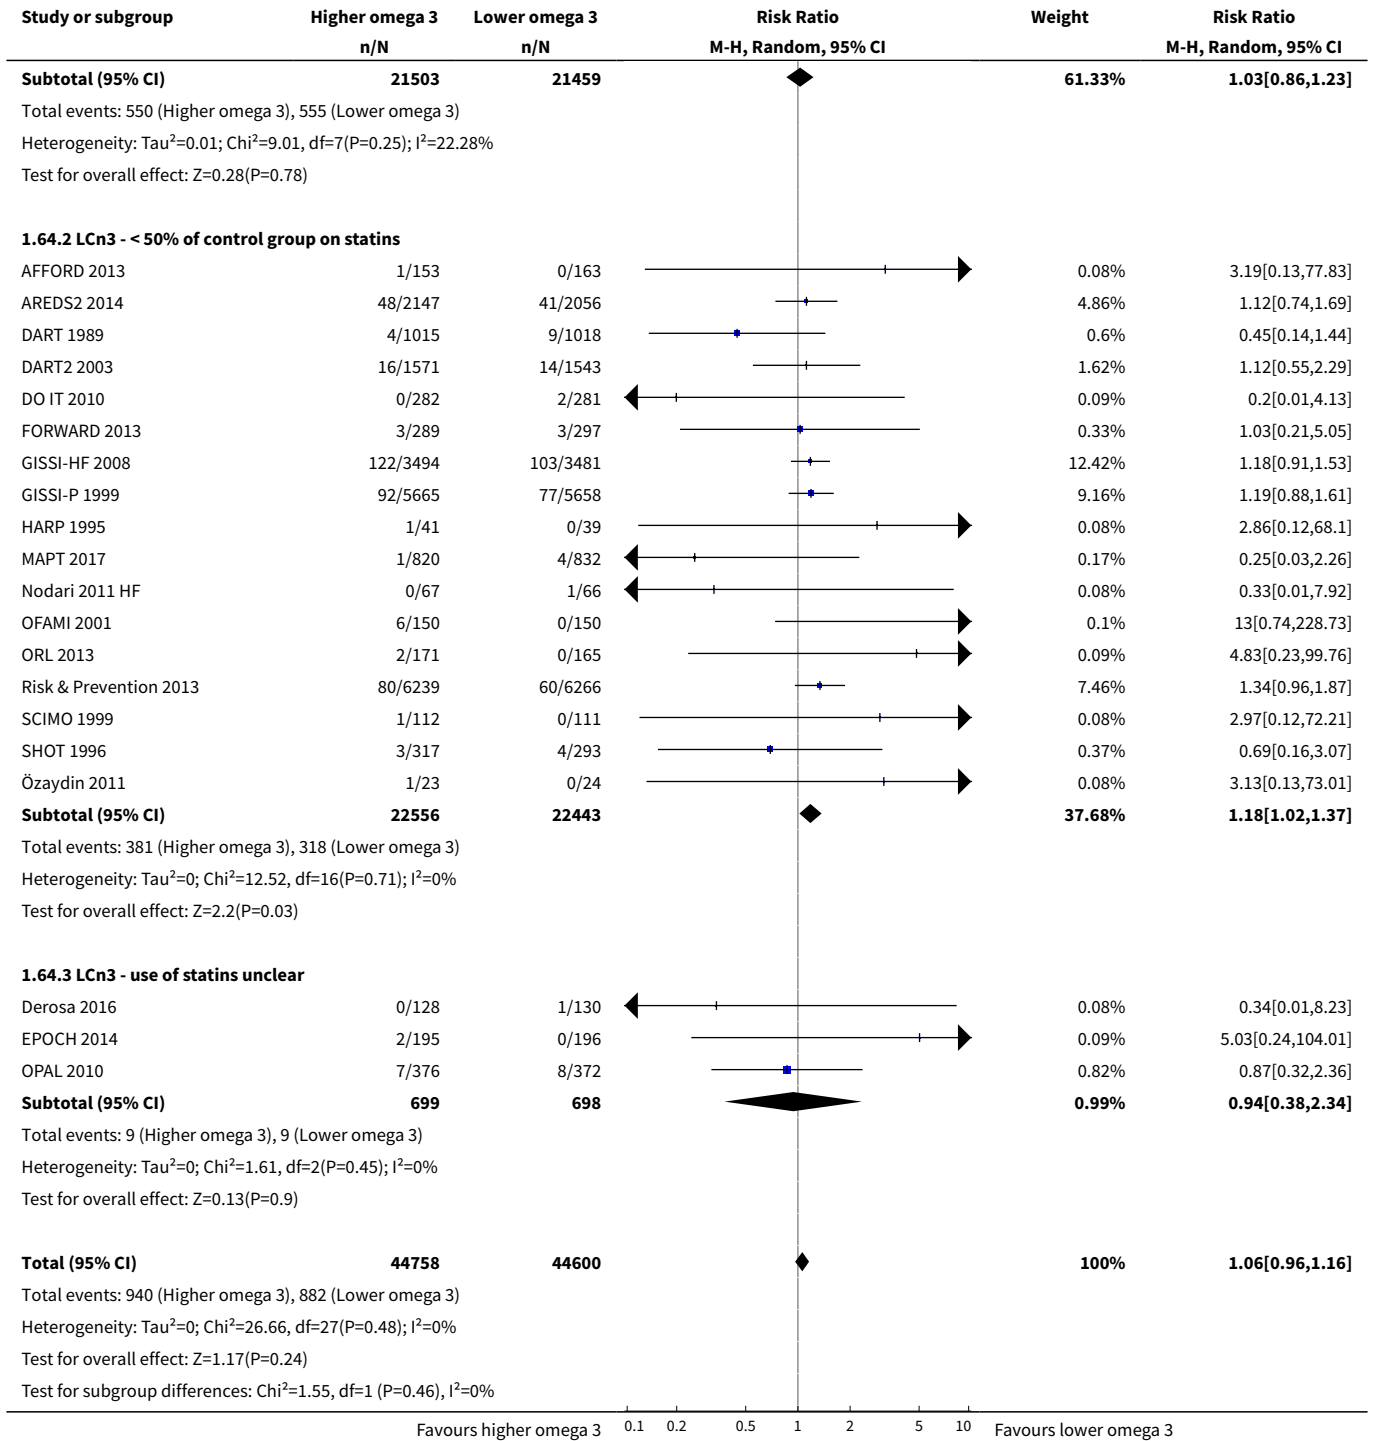 Study or subgroup Higher omega 3 Lower omega 3 Risk Ratio Weight Risk Ratio
n/N n/N M-H, Random, 95% CI M-H, Random, 95% CI
Subtotal (95% CI) 21503 21459 61.33% 1.03[0.86,1.23]
Total events: 550 (Higher omega 3), 555 (Lower omega 3)
Heterogeneity: Tau²=0.01; Chi²=9.01, df=7(P=0.25); I²=22.28%
Test for overall effect: Z=0.28(P=0.78)
1.64.2 LCn3 - < 50% of control group on statins
AFFORD 2013 1/153 0/163 0.08% 3.19[0.13,77.83]
AREDS2 2014 48/2147 41/2056 4.86% 1.12[0.74,1.69]
DART 1989 4/1015 9/1018 0.6% 0.45[0.14,1.44]
DART2 2003 16/1571 14/1543 1.62% 1.12[0.55,2.29]
DO IT 2010 0/282 2/281 0.09% 0.2[0.01,4.13]
FORWARD 2013 3/289 3/297 0.33% 1.03[0.21,5.05]
GISSI-HF 2008 122/3494 103/3481 12.42% 1.18[0.91,1.53]
GISSI-P 1999 92/5665 77/5658 9.16% 1.19[0.88,1.61]
HARP 1995 1/41 0/39 0.08% 2.86[0.12,68.1]
MAPT 2017 1/820 4/832 0.17% 0.25[0.03,2.26]
Nodari 2011 HF 0/67 1/66 0.08% 0.33[0.01,7.92]
OFAMI 2001 6/150 0/150 0.1% 13[0.74,228.73]
ORL 2013 2/171 0/165 0.09% 4.83[0.23,99.76]
Risk & Prevention 2013 80/6239 60/6266 7.46% 1.34[0.96,1.87]
SCIMO 1999 1/112 0/111 0.08% 2.97[0.12,72.21]
SHOT 1996 3/317 4/293 0.37% 0.69[0.16,3.07]
Özaydin 2011 1/23 0/24 0.08% 3.13[0.13,73.01]
Subtotal (95% CI) 22556 22443 37.68% 1.18[1.02,1.37]
Total events: 381 (Higher omega 3), 318 (Lower omega 3)
Heterogeneity: Tau²=0; Chi²=12.52, df=16(P=0.71); I²=0%
Test for overall effect: Z=2.2(P=0.03)
1.64.3 LCn3 - use of statins unclear
Derosa 2016 0/128 1/130 0.08% 0.34[0.01,8.23]
EPOCH 2014 2/195 0/196 0.09% 5.03[0.24,104.01]
OPAL 2010 7/376 8/372 0.82% 0.87[0.32,2.36]
Subtotal (95% CI) 699 698 0.99% 0.94[0.38,2.34]
Total events: 9 (Higher omega 3), 9 (Lower omega 3)
Heterogeneity: Tau²=0; Chi²=1.61, df=2(P=0.45); I²=0%
Test for overall effect: Z=0.13(P=0.9)
Total (95% CI) 44758 44600 100% 1.06[0.96,1.16]
Total events: 940 (Higher omega 3), 882 (Lower omega 3)
Heterogeneity: Tau²=0; Chi²=26.66, df=27(P=0.48); I²=0%
Test for overall effect: Z=1.17(P=0.24)
Test for subgroup differences: Chi²=1.55, df=1 (P=0.46), I²=0%
Favours higher omega 3 0.1 0.2 0.5 1 2 5 10 Favours lower omega 3